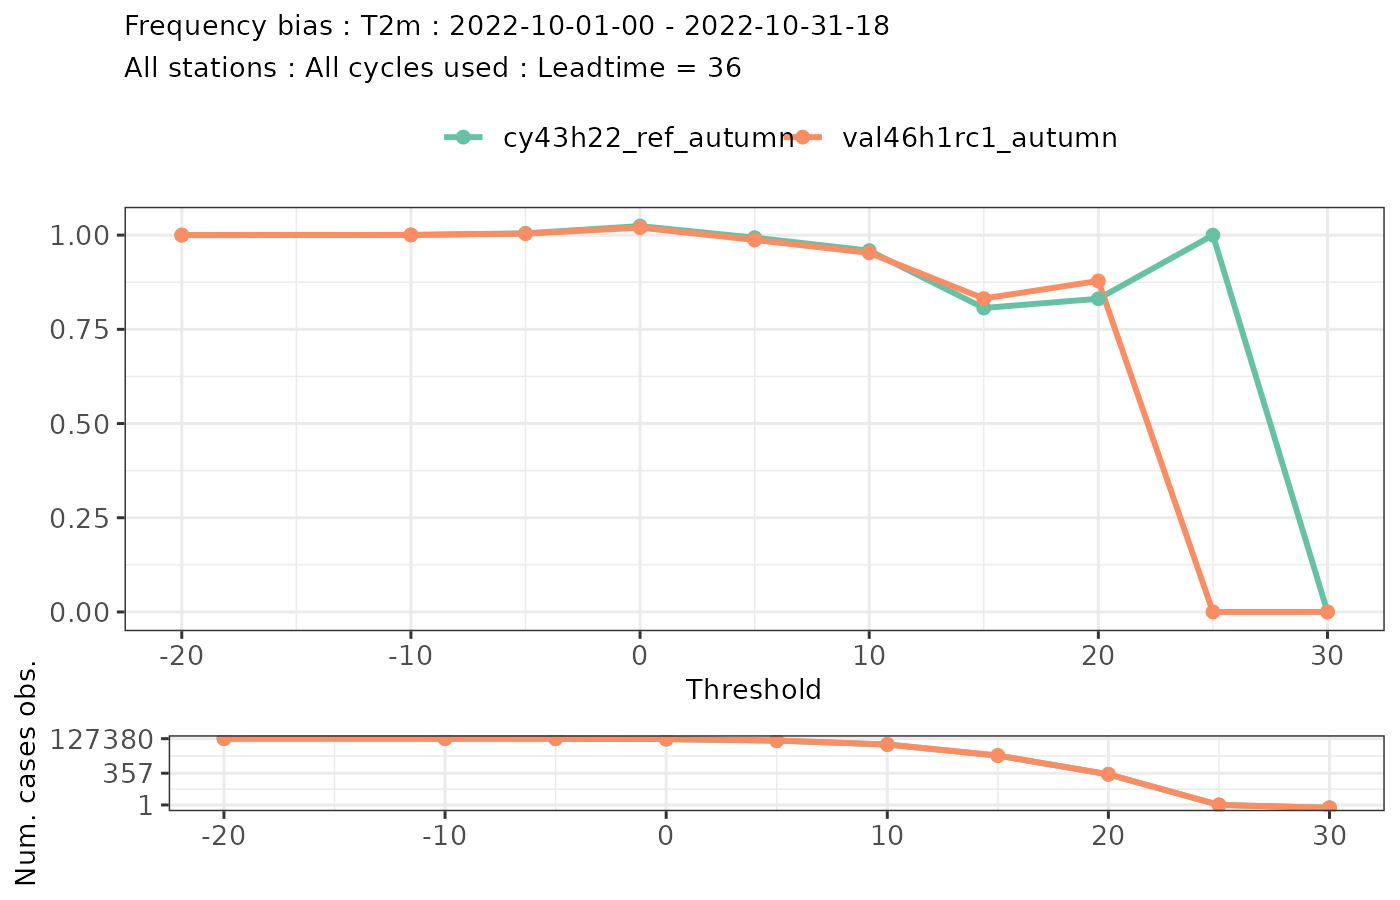 Frequency bias : T2m : 2022-10-01-00 - 2022-10-31-18
All stations : All cycles used : Leadtime = 36
cy43h22_ref_autumn val46h1rc1_autumn
1.00
0.75
0.50
0.25
0.00
-20 -10 0 10 20 30
Threshold
Num. cases obs.
127380
357
1
-20 -10 0 10 20 30